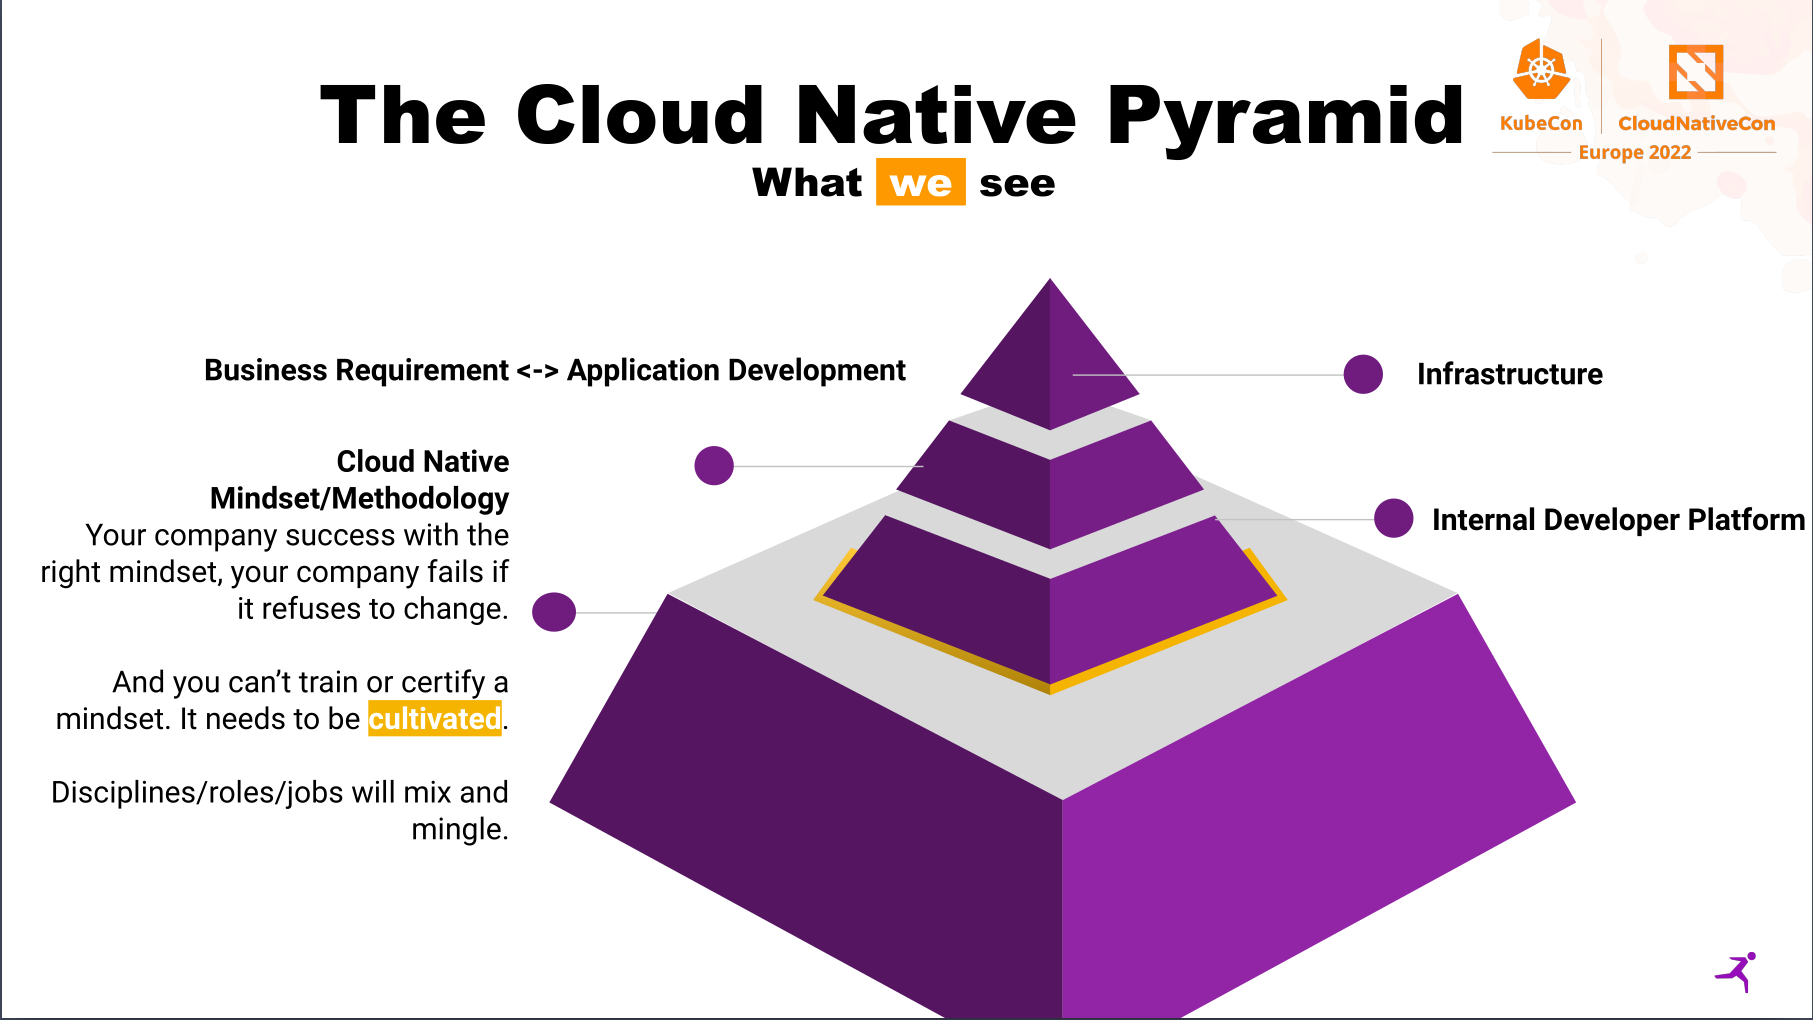 The Cloud Native Pyramid
What we see
KubeCon
CloudNativeCon
Europe 2022
Business Requirement <-> Application Development
Infrastructure
Cloud Native
Mindset/Methodology
Your company success with the
right mindset, your company fails if
it refuses to change.
And you can’t train or certify a
mindset. It needs to be cultivated.
Disciplines/roles/jobs will mix and
mingle.
Internal Developer Platform